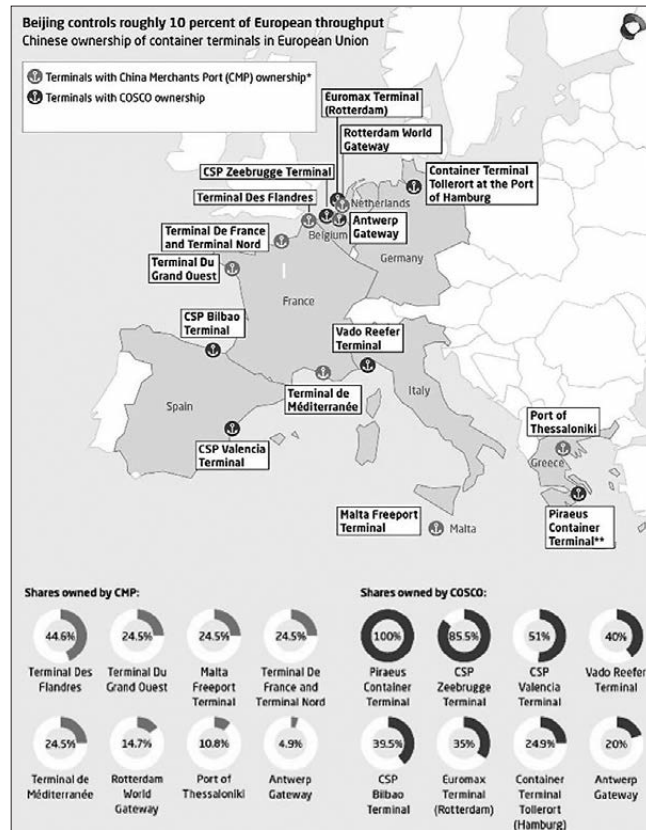 Beijing controls roughly 10 percent of European throughput
Chinese ownership of container terminals in European Union
Terminals with China Merchants Port (CMP) ownership*
Terminals with COSCO ownership
Euromax Terminal
(Rotterdam)
Rotterdam World
Gateway
CSP Zeebrugge Terminal
Container Terminal
Tollerort at the Port
of Hamburg
Terminal Des Flandres
Netherlands
Terminal De France
and Terminal Nord
Belgium
Antwerp
Gateway
Germany
Terminal Du
Grand Ouest
France
CSP Bilbao
Terminal
Vado Reefer
Terminal
Spain
Terminal de
Méditerranée
Italy
Port of
Thessaloniki
CSP Valencia
Terminal
Greece
Malta Freeport
Terminal
Malta
Piraeus
Container
Terminal**
Shares owned by CMP:
44.6%
24.5%
24.5%
24.5%
Terminal Des
Flandres
Terminal Du
Grand Ouest
Malta
Freeport
Terminal
Terminal De
France and
Terminal Nord
24.5%
14.7%
10.8%
4.9%
Terminal de
Méditerranée
Rotterdam
World
Gateway
Port of
Thessaloniki
Antwerp
Gateway
Shares owned by COSCO:
100%
85.5%
51%
40%
Piraeus
Container
Terminal
CSP
Zeebrugge
Terminal
CSP
Valencia
Terminal
Vado Reefer
Terminal
39.5%
35%
24.9%
20%
CSP
Bilbao
Terminal
Euromax
Terminal
(Rotterdam)
Container
Terminal
Tollerort
(Hamburg)
Antwerp
Gateway